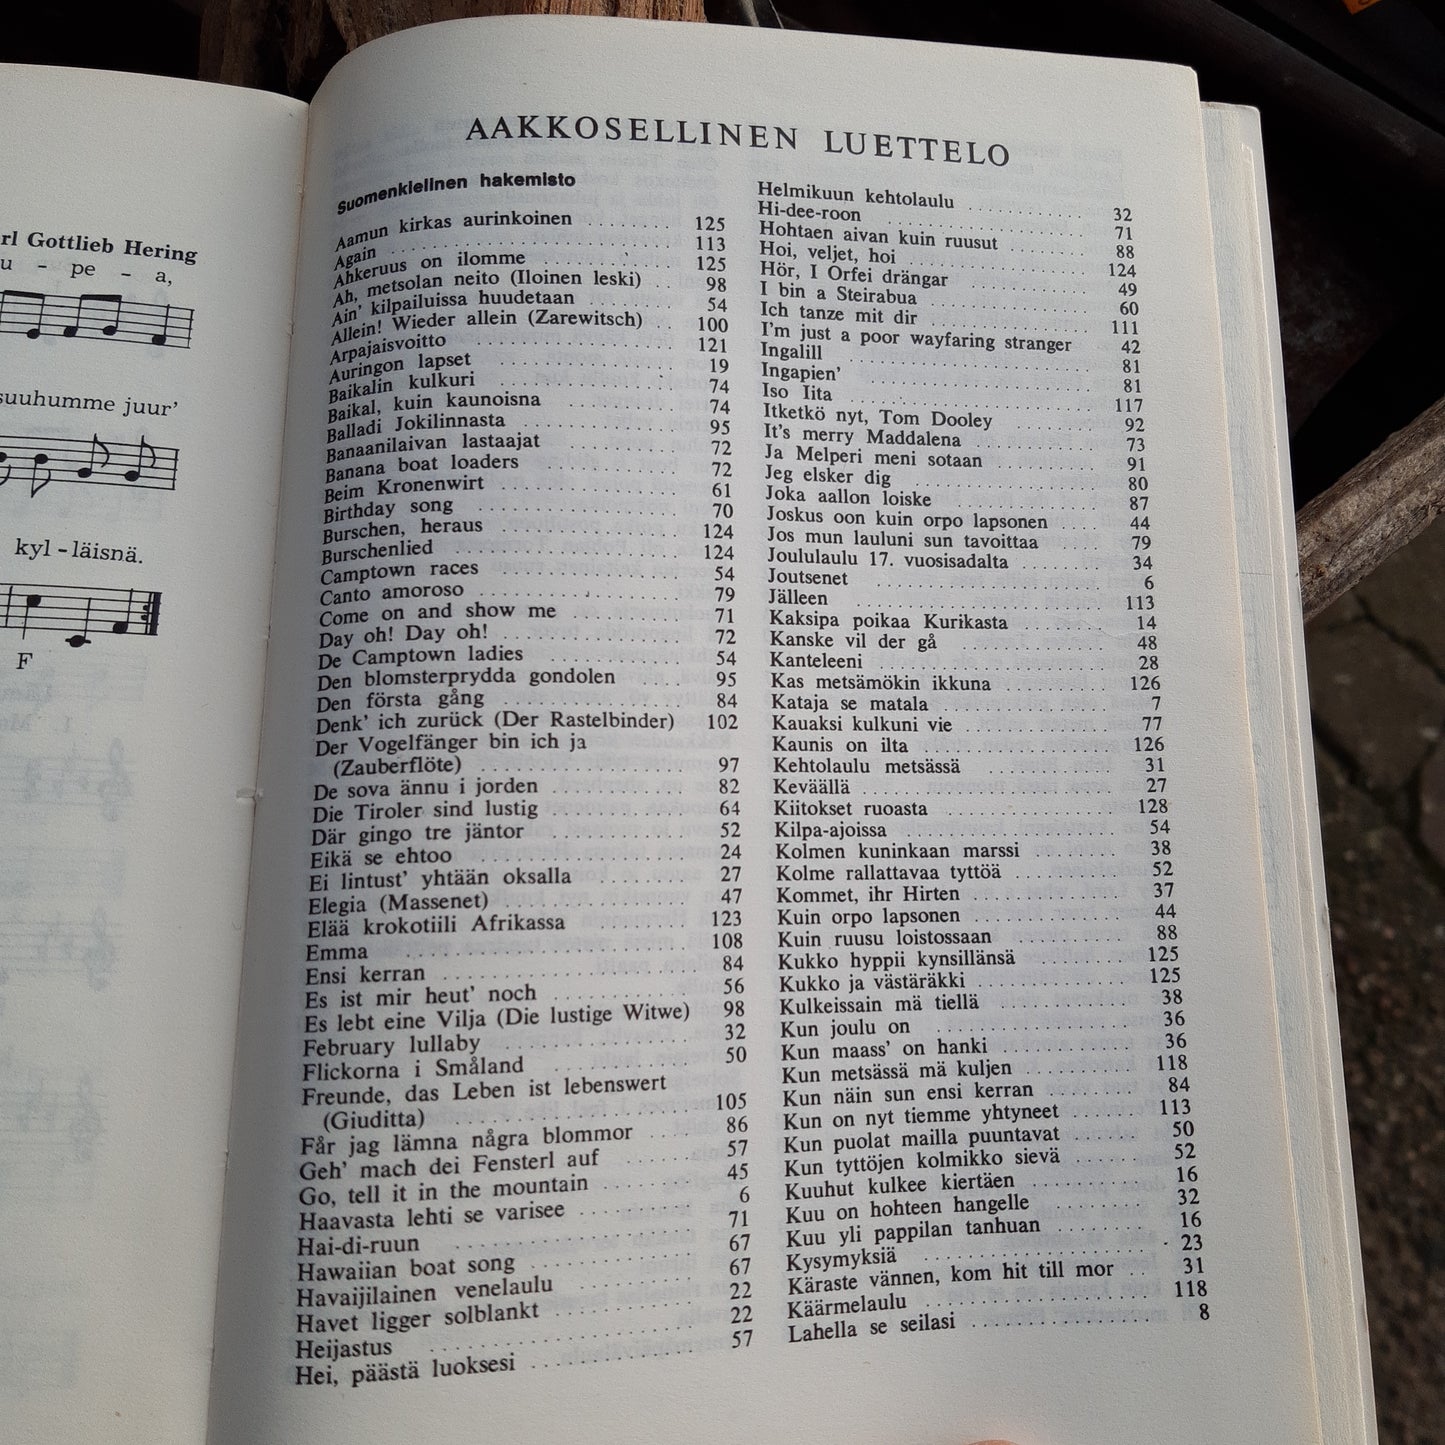 rl Gottlieb Hering
u - pe - a,
suuhumme juur'
kyl - läisnä.
F
AAKKOSELLINEN LUETTELO
Suomenkielinen hakemisto
Aamun kirkas aurinkoinen ........ 125
Again .................... 113
Ahkeruus on ilomme ............ 125
Ah, metsolan neito (Iloinen leski) .. 98
Ain' kilpailuissa huudetaan ........ 54
Allein! Wieder allein (Zarewitsch) .. 100
Arpajaisvoitto ................ 121
Auringon lapset .............. 19
Baikalin kulkuri .............. 74
Baikal, kuin kaunoisna .......... 74
Balladi Jokilinnasta ............ 95
Banaanilaivan lastaajat .......... 72
Banana boat loaders ............ 72
Beim Kronenwirt .............. 61
Birthday song ................ 70
Burschen, heraus .............. 124
Burschenlied ................ 124
Camptown races .............. 54
Canto amoroso ................ 79
Come on and show me .......... 71
Day oh! Day oh! .............. 72
De Camptown ladies ............ 54
Den blomsterprydda gondolen .... 95
Den första gång .............. 84
Denk' ich zurück (Der Rastelbinder) 102
Der Vogelfänger bin ich ja
(Zauberflöte) .............. 97
De sova ännu i jorden .......... 82
Die Tiroler sind lustig .......... 64
Där gingo tre jäntor ............ 52
Eikä se ehtoo ................ 24
Ei lintust' yhtään oksalla ........ 27
Elegia (Massenet) .............. 47
Elää krokotiili Afrikassa ........ 123
Emma .................... 108
Ensi kerran ................ 84
Es ist mir heut' noch .......... 56
Es lebt eine Vilja (Die lustige Witwe) 98
February lullaby .............. 32
Flickorna i Småland ............ 50
Freunde, das Leben ist lebenswert
(Giuditta) ................ 105
Får jag lämna några blommor .... 86
Geh' mach dei Fensterl auf ...... 57
Go, tell it in the mountain ........ 45
Haavasta lehti se varisee ........ 6
Hai-di-ruun ................ 71
Hawaiian boat song ............ 67
Havaijilainen venelaulu .......... 67
Havet ligger solblankt .......... 22
Heijastus .................. 22
Hei, päästä luoksesi ............ 57
Helmikuun kehtolaulu .......... 32
Hi-dee-roon ................ 71
Hohtaen aivan kuin ruusut ...... 88
Hoi, veljet, hoi .............. 124
Hör, I Orfei drängar .......... 49
I bin a Steirabua .............. 60
Ich tanze mit dir .............. 111
I'm just a poor wayfaring stranger 42
Ingalill .................... 81
Ingapien' .................. 81
Iso Iita .................... 117
Itketkö nyt, Tom Dooley ........ 92
It's merry Maddalena .......... 73
Ja Melperi meni sotaan .......... 91
Jeg elsker dig ................ 80
Joka aallon loiske .............. 87
Joskus oon kuin orpo lapsonen 44
Jos mun lauluni sun tavoittaa .... 79
Joululaulu 17. vuosisadalta ........ 34
Joutsenet .................. 6
Jälleen .................... 113
Kaksipa poikaa Kurikasta ........ 14
Kanske vil der gå .............. 48
Kanteleeni .................. 28
Kas metsämökin ikkuna .......... 126
Kataja se matala .............. 7
Kauaksi kulkuni vie ............ 77
Kaunis on ilta ................ 126
Kehtolaulu metsässä ............ 31
Keväällä .................. 27
Kiitokset ruoasta .............. 128
Kilpa-ajoissa ................ 54
Kolmen kuninkaan marssi ........ 38
Kolme rallattavaa tyttöä .......... 52
Kommet, ihr Hirten ............ 37
Kuin orpo lapsonen ............ 44
Kuin ruusu loistossaan .......... 88
Kukko hyppii kynsillänsä ........ 125
Kukko ja västäräkki ............ 125
Kulkeissain mä tiellä ............ 38
Kun joulu on ................ 36
Kun maass' on hanki ............ 36
Kun metsässä mä kuljen .......... 118
Kun näin sun ensi kerran ........ 84
Kun on nyt tiemme yhtyneet ...... 113
Kun puolat mailla puuntavat ...... 50
Kun tyttöjen kolmikko sievä ...... 52
Kuuhut kulkee kiertäen .......... 16
Kuu on hohteen hangelle ........ 32
Kuu yli pappilan tanhuan ........ 16
Kysymyksiä ................ 23
Käraste vännen, kom hit till mor .. 31
Käärmelaulu ................ 118
Lahella se seilasi .............. 8